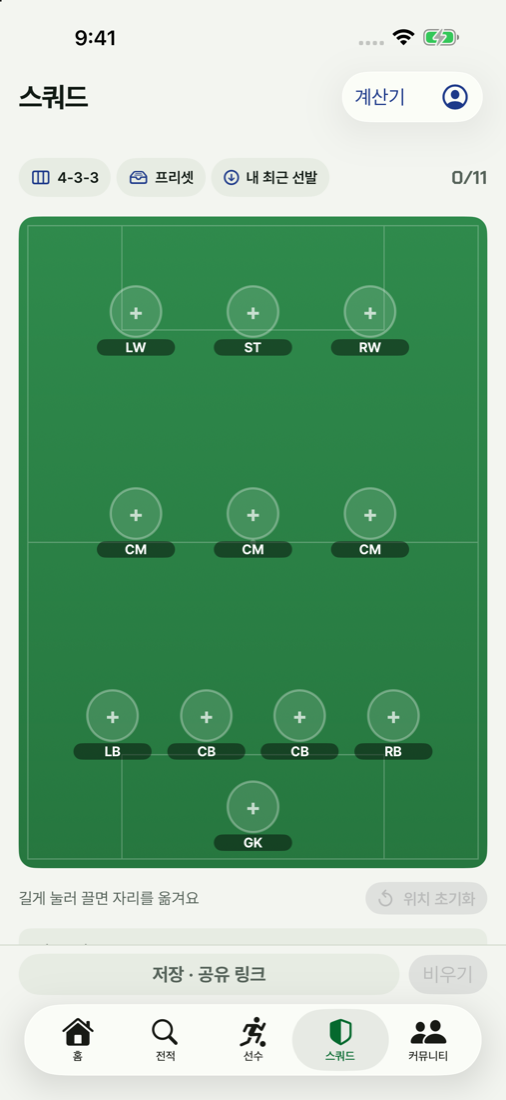 9:41
스쿼드
계산기
4-3-3
프리셋
내 최근 선발
0/11
+ + +
LW ST RW
+ + +
CM CM CM
+ + + +
LB CB CB RB
+
GK
길게 눌러 끌면 자리를 옮겨요
위치 초기화
저장 · 공유 링크
비우기
홈 전적 선수 스쿼드 커뮤니티